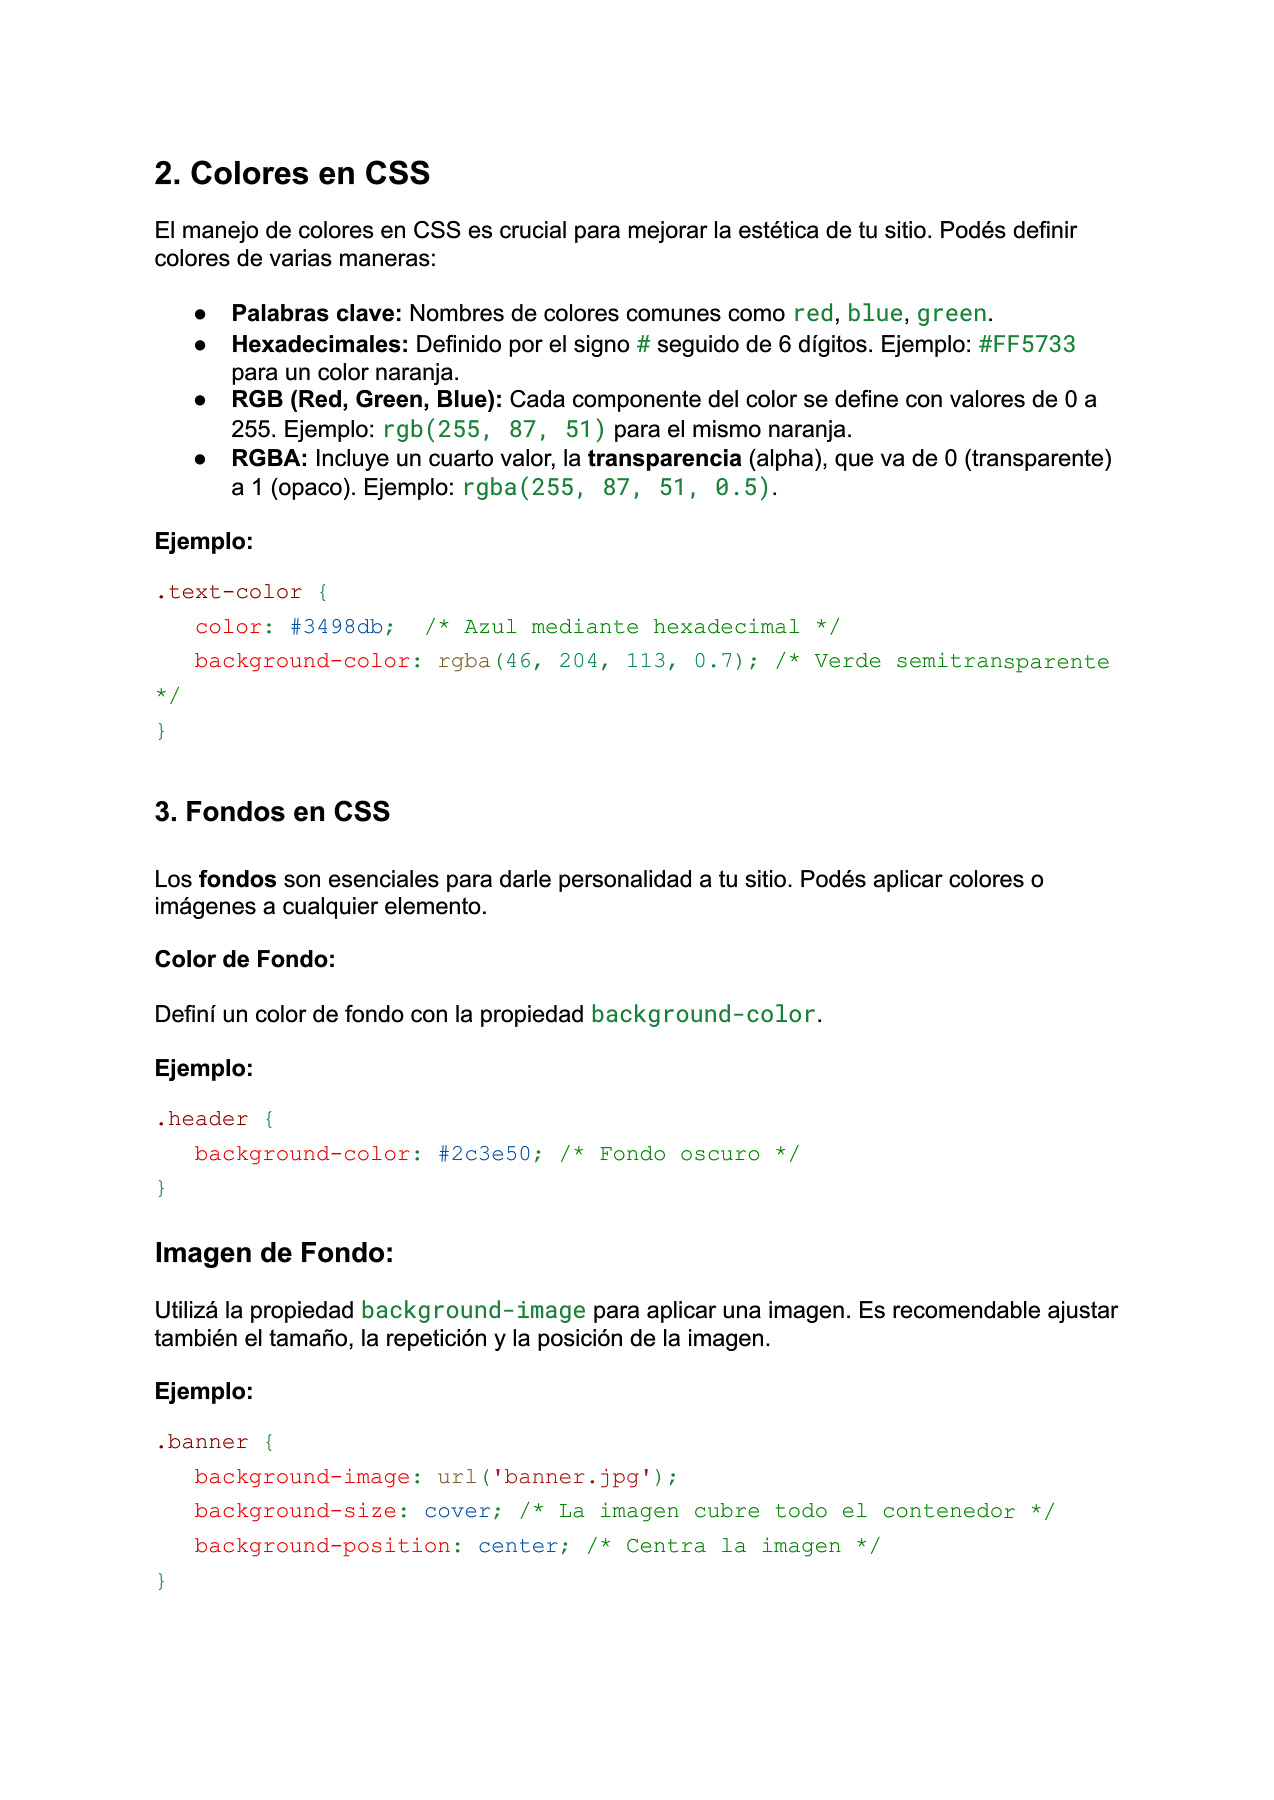 2. Colores en CSS
El manejo de colores en CSS es crucial para mejorar la estética de tu sitio. Podés definir
colores de varias maneras:
● Palabras clave: Nombres de colores comunes como red, blue, green.
● Hexadecimales: Definido por el signo # seguido de 6 dígitos. Ejemplo: #FF5733
para un color naranja.
● RGB (Red, Green, Blue): Cada componente del color se define con valores de 0 a
255. Ejemplo: rgb(255, 87, 51) para el mismo naranja.
● RGBA: Incluye un cuarto valor, la transparencia (alpha), que va de 0 (transparente)
a 1 (opaco). Ejemplo: rgba(255, 87, 51, 0.5).
Ejemplo:
.text-color {
color: #3498db;  /* Azul mediante hexadecimal */
background-color: rgba(46, 204, 113, 0.7); /* Verde semitransparente
*/
}
3. Fondos en CSS
Los fondos son esenciales para darle personalidad a tu sitio. Podés aplicar colores o
imágenes a cualquier elemento.
Color de Fondo:
Definí un color de fondo con la propiedad background-color.
Ejemplo:
.header {
background-color: #2c3e50; /* Fondo oscuro */
}
Imagen de Fondo:
Utilizá la propiedad background-image para aplicar una imagen. Es recomendable ajustar
también el tamaño, la repetición y la posición de la imagen.
Ejemplo:
.banner {
background-image: url('banner.jpg');
background-size: cover; /* La imagen cubre todo el contenedor */
background-position: center; /* Centra la imagen */
}